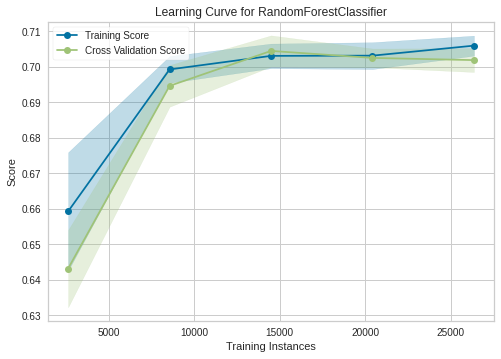 Learning Curve for RandomForestClassifier
Training Score
Cross Validation Score
0.71
0.70
0.69
0.68
0.67
0.66
0.65
0.64
0.63
Score
5000 10000 15000 20000 25000
Training Instances